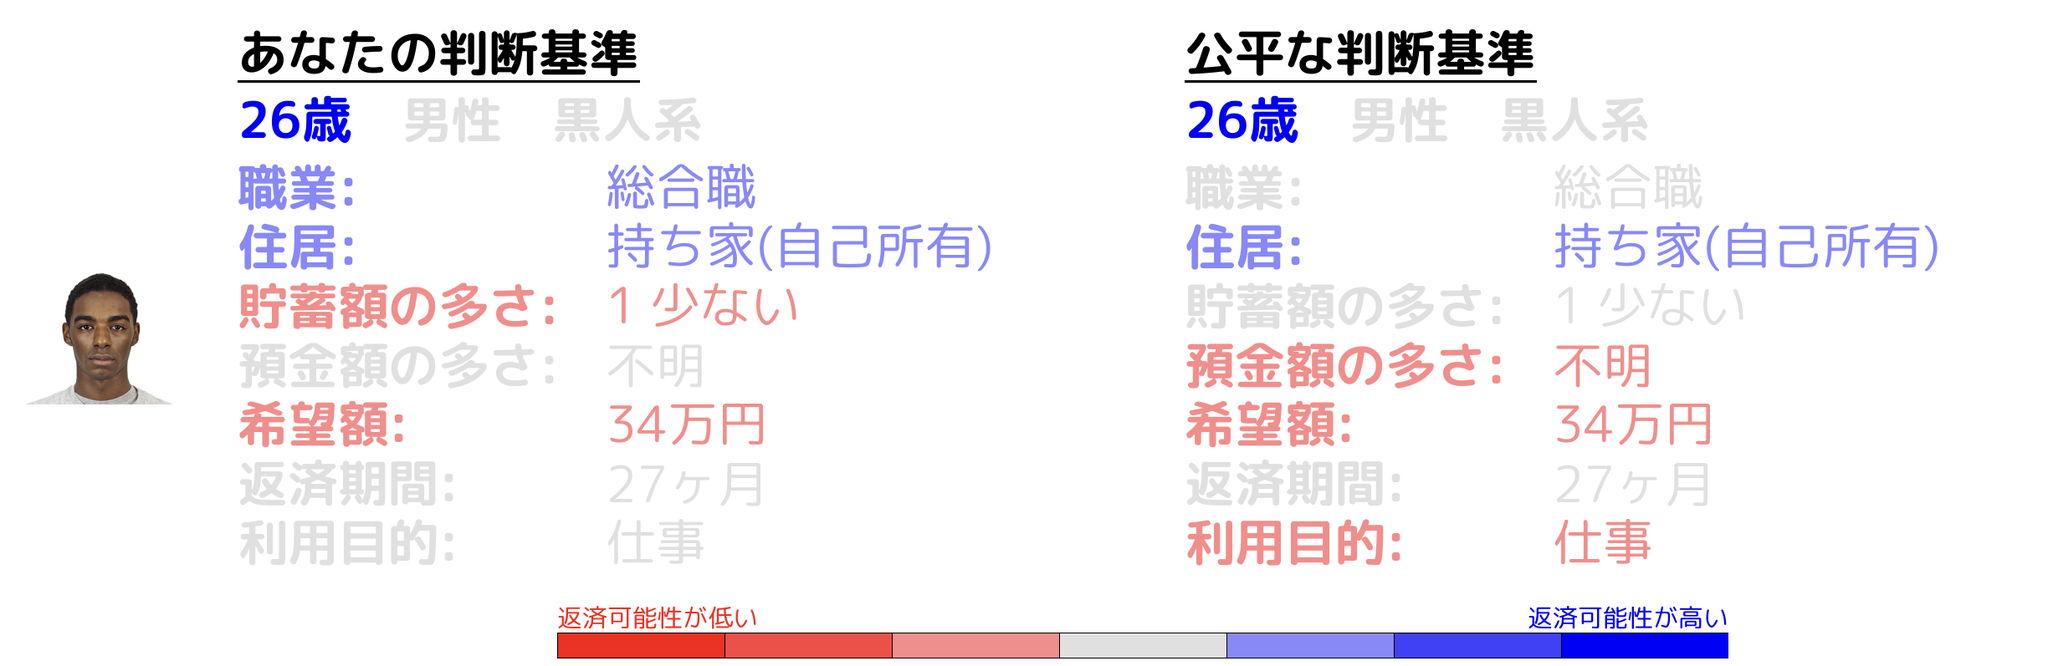 あなたの判断基準
26歳 男性 黒人系
職業: 総合職
住居: 持ち家(自己所有)
貯蓄額の多さ: 1 少ない
預金額の多さ: 不明
希望額: 34万円
返済期間: 27ヶ月
利用目的: 仕事
公平な判断基準
26歳 男性 黒人系
職業: 総合職
住居: 持ち家(自己所有)
貯蓄額の多さ: 1 少ない
預金額の多さ: 不明
希望額: 34万円
返済期間: 27ヶ月
利用目的: 仕事
返済可能性が低い
返済可能性が高い